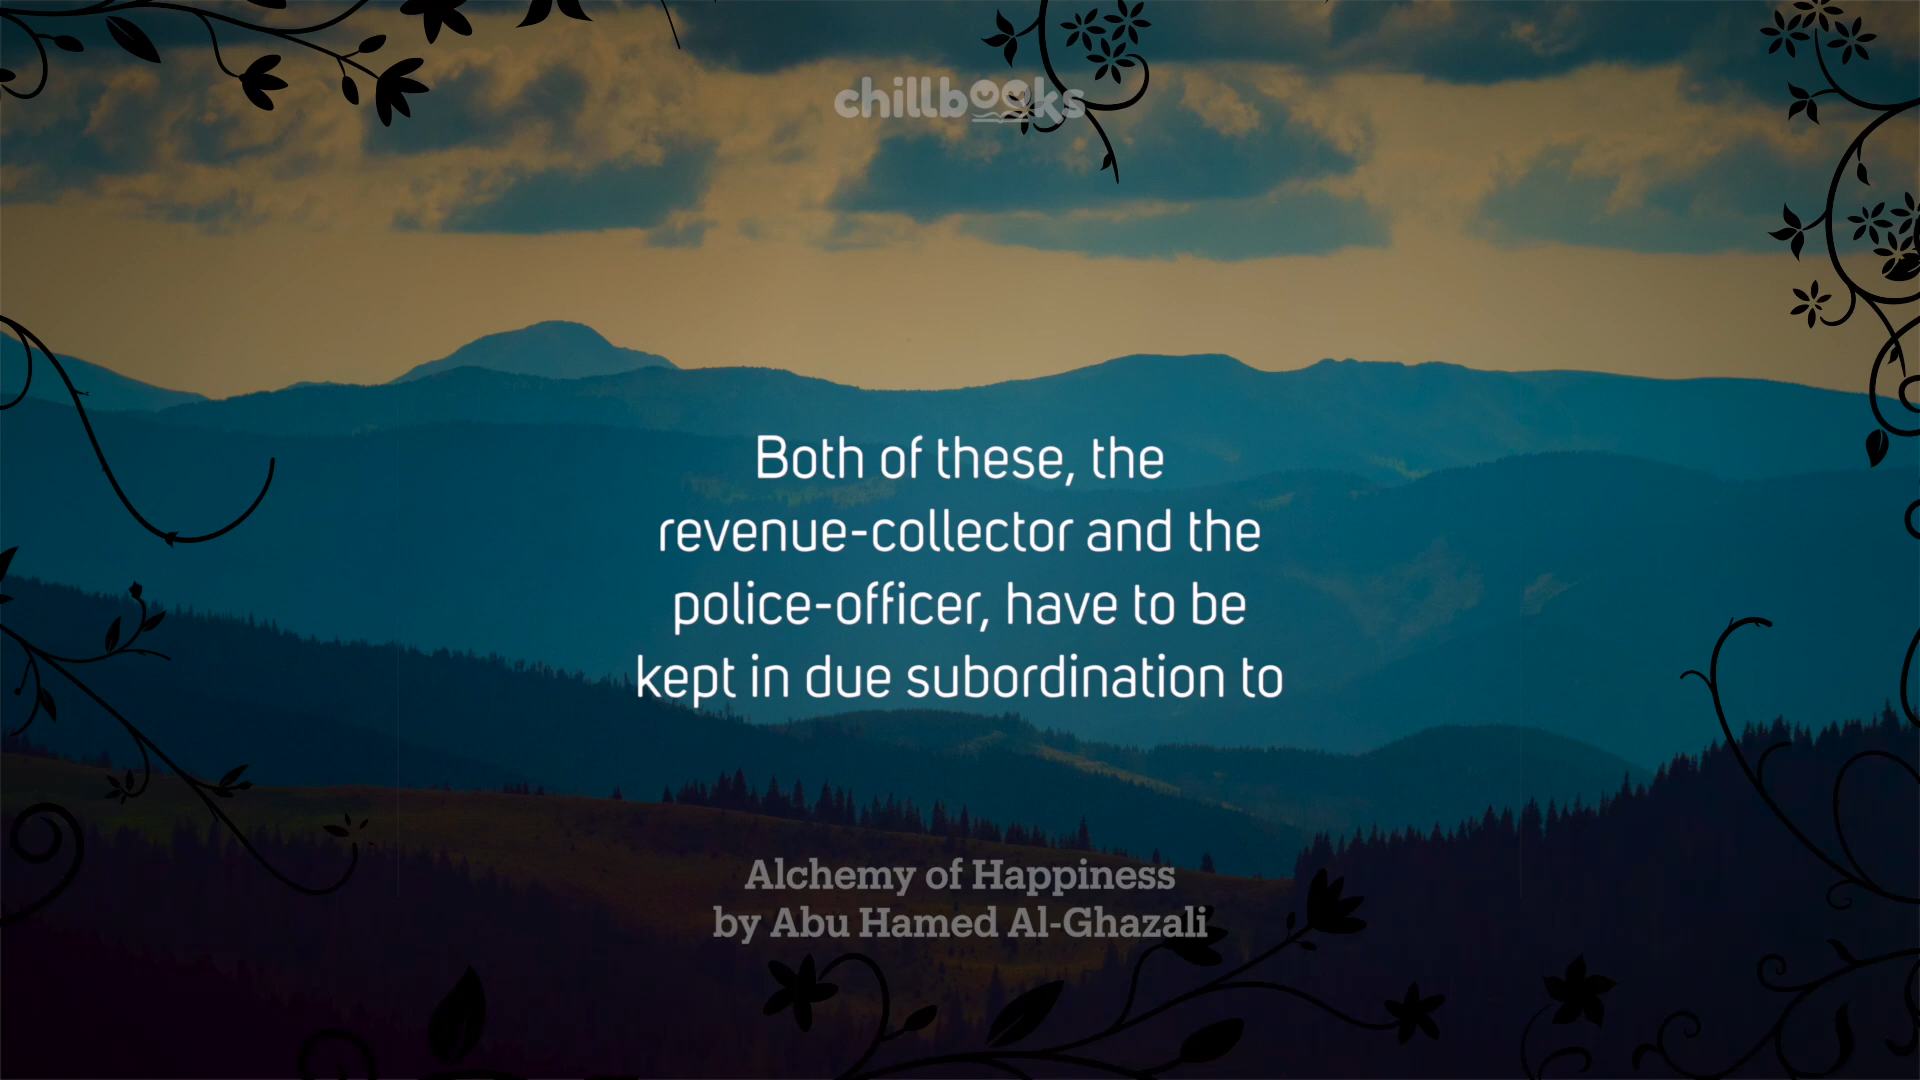 chillbooks
Both of these, the
revenue-collector and the
police-officer, have to be
kept in due subordination to
Alchemy of Happiness
by Abu Hamed Al-Ghazali